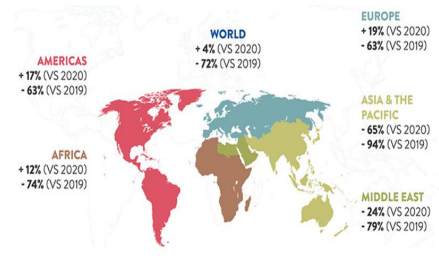 WORLD
+ 4% (VS 2020)
- 72% (VS 2019)
AMERICAS
+ 17% (VS 2020)
- 63% (VS 2019)
AFRICA
+ 12% (VS 2020)
- 74% (VS 2019)
EUROPE
+ 19% (VS 2020)
- 63% (VS 2019)
ASIA & THE
PACIFIC
- 65% (VS 2020)
- 94% (VS 2019)
MIDDLE EAST
- 24% (VS 2020)
- 79% (VS 2019)